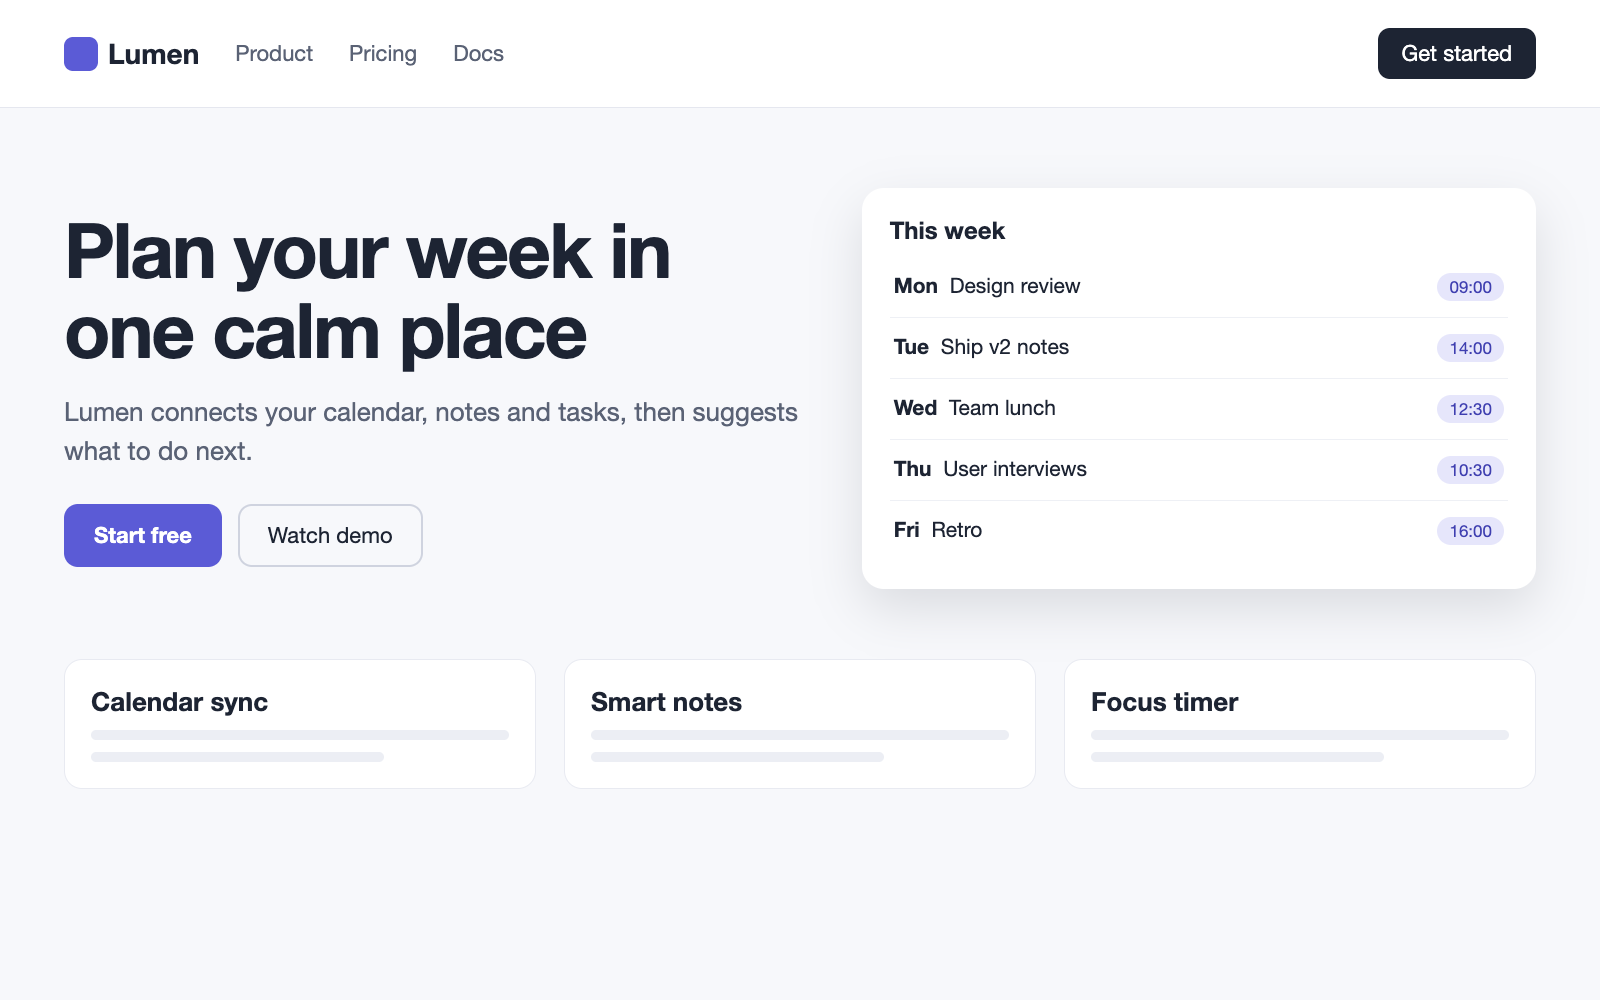 Lumen Product Pricing Docs Get started
Plan your week in
one calm place
Lumen connects your calendar, notes and tasks, then suggests
what to do next.
Start free Watch demo
This week
Mon Design review 09:00
Tue Ship v2 notes 14:00
Wed Team lunch 12:30
Thu User interviews 10:30
Fri Retro 16:00
Calendar sync
Smart notes
Focus timer